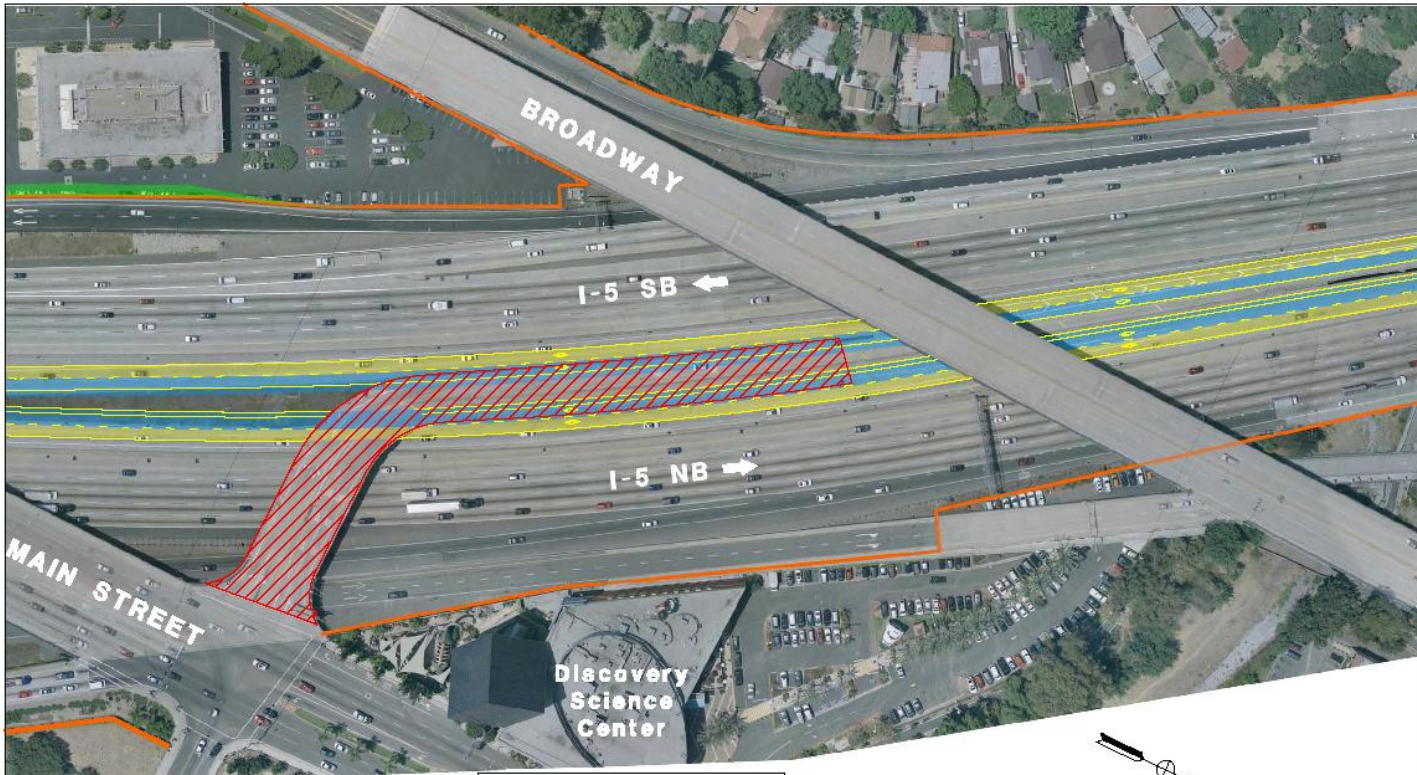 BROADWAY
I-5 SB
I-5 NB
MAIN STREET
Discovery
Science
Center